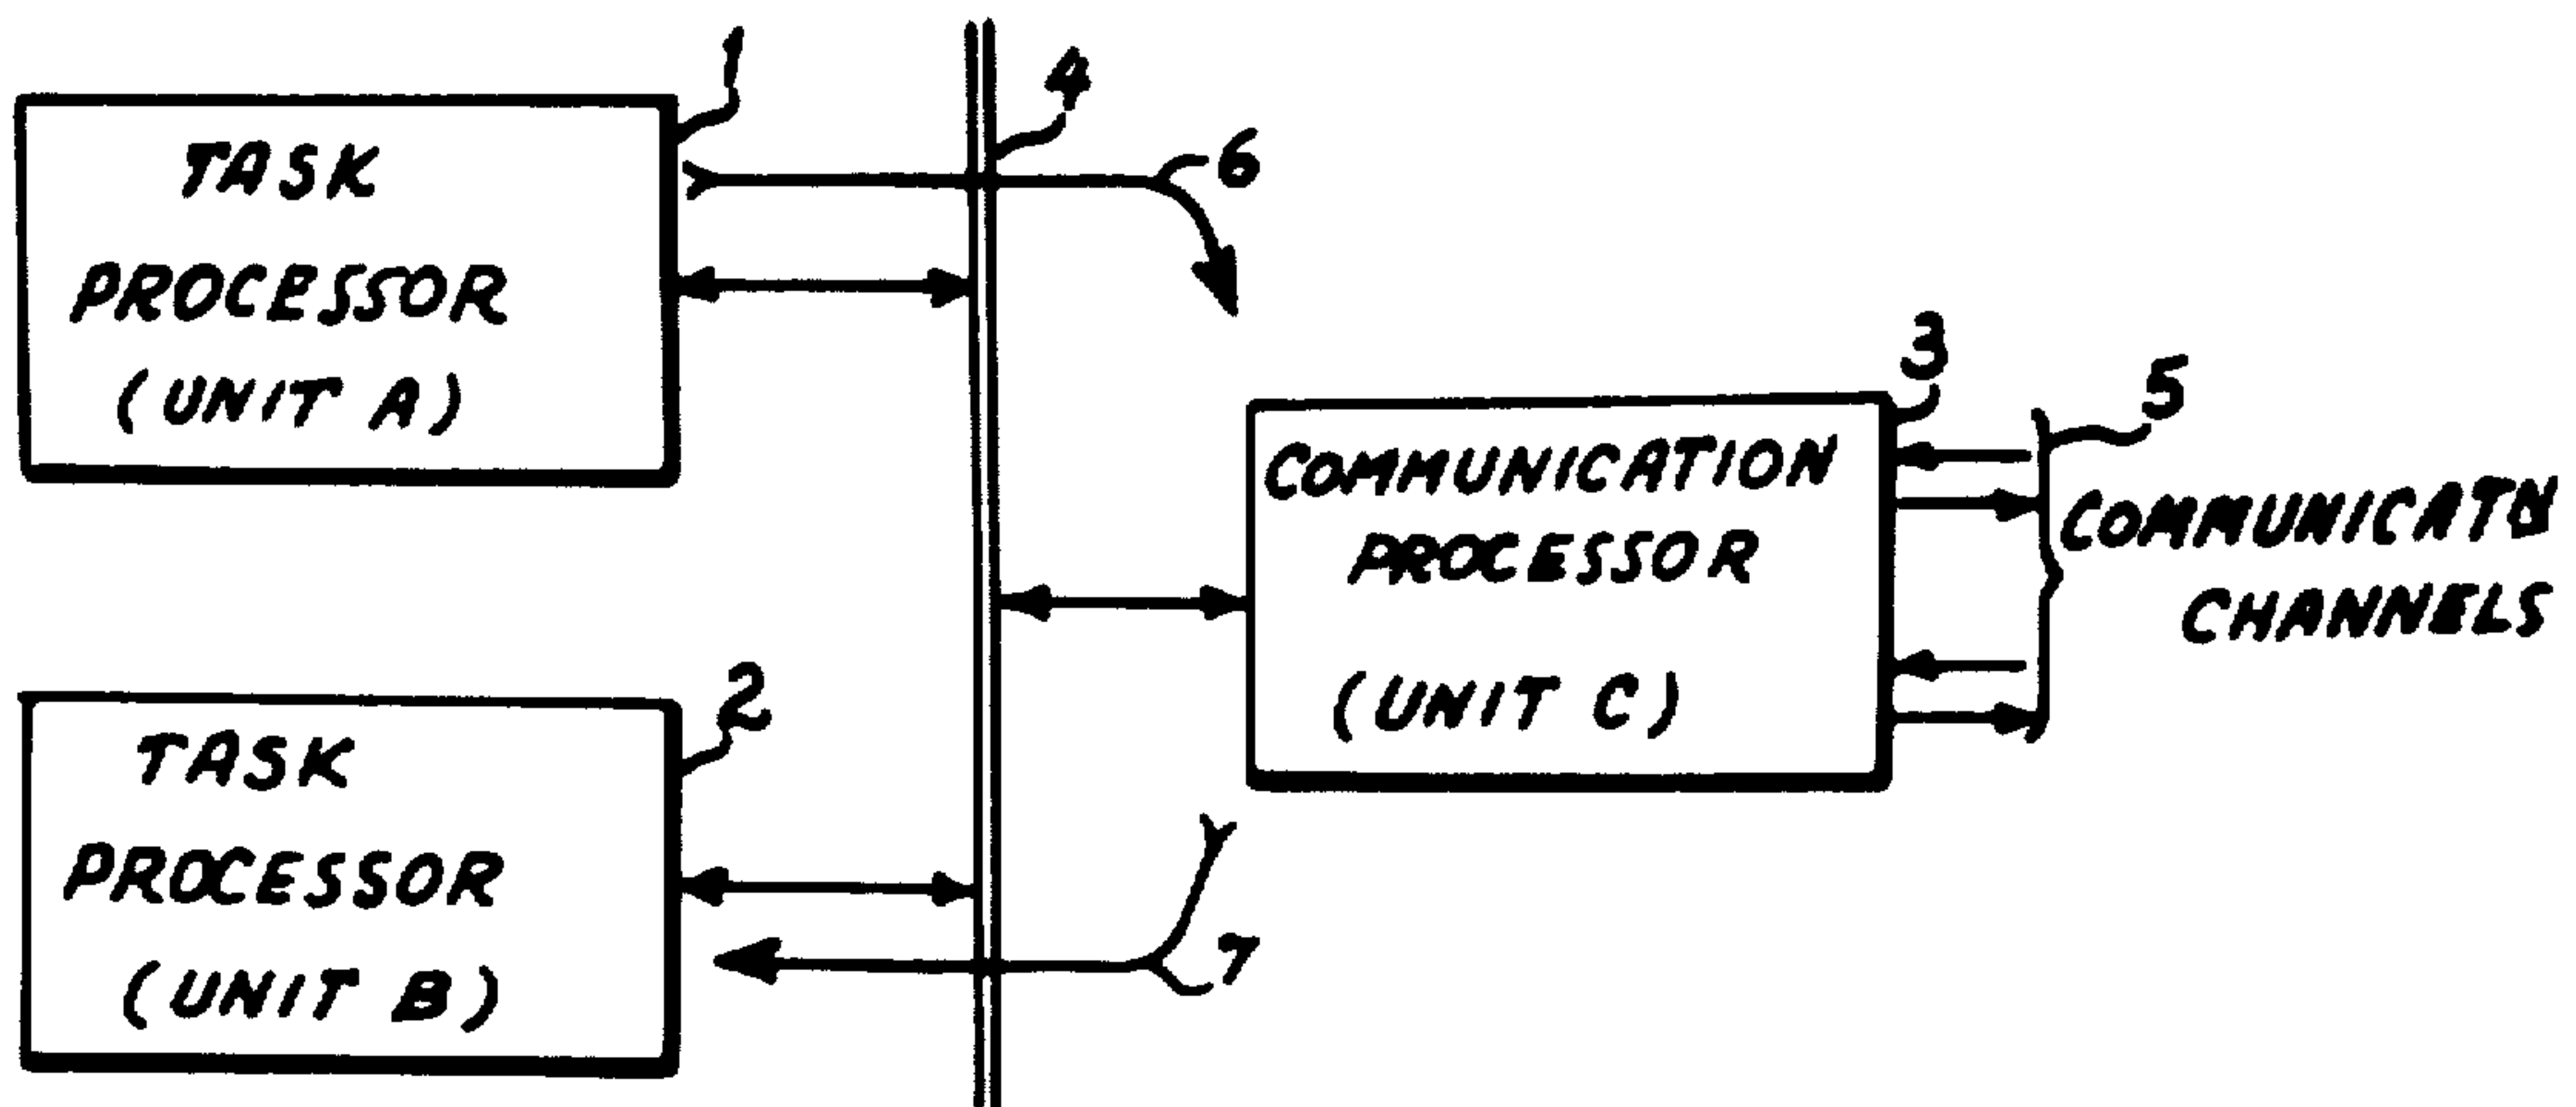 1
TASK
PROCESSOR
(UNIT A)
4
6
3
5
COMMUNICATION
PROCESSOR
(UNIT C)
COMMUNICATN
CHANNELS
2
TASK
PROCESSOR
(UNIT B)
7